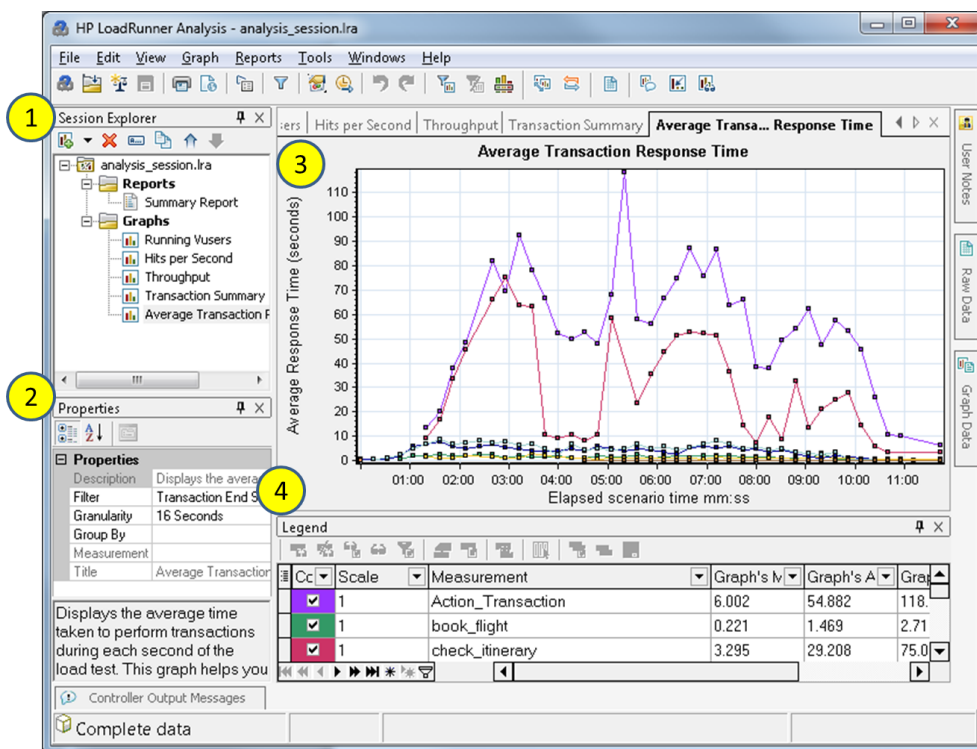 HP LoadRunner Analysis - analysis_session.lra
File Edit View Graph Reports Tools Windows Help
1
Session Explorer
analysis_session.lra
Reports
Summary Report
Graphs
Running Vusers
Hits per Second
Throughput
Transaction Summary
Average Transaction
2
Properties
Properties
Description Displays the avera
Filter Transaction End S
Granularity 16 Seconds
Group By
Measurement
Title Average Transaction
Displays the average time
taken to perform transactions
during each second of the
load test. This graph helps you
Controller Output Messages
Complete data
ers Hits per Second Throughput Transaction Summary Average Transa... Response Time
3
Average Transaction Response Time
Average Response Time (seconds)
110
100
90
80
70
60
50
40
30
20
10
0
01:00 02:00 03:00 04:00 05:00 06:00 07:00 08:00 09:00 10:00 11:00
Elapsed scenario time mm:ss
4
Legend
Scale Measurement Graph's M Graph's A Grap
1 Action_Transaction 6.002 54.882 118.
1 book_flight 0.221 1.469 2.71
1 check_itinerary 3.295 29.208 75.0
User Notes
Raw Data
Graph Data